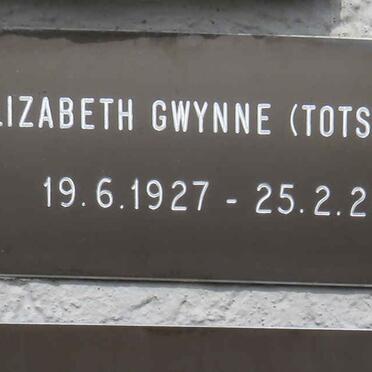 LIZABETH GWYNNE (TOTS
19.6.1927 - 25.2.2